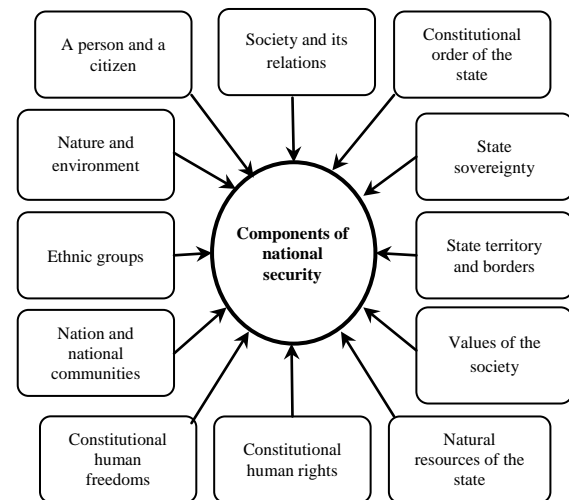 A person and a
citizen
Society and its
relations
Constitutional
order of the
state
Nature and
environment
State
sovereignty
Components of
national
security
Ethnic groups
State territory
and borders
Nation and
national
communities
Values of the
society
Constitutional
human
freedoms
Constitutional
human rights
Natural
resources of the
state